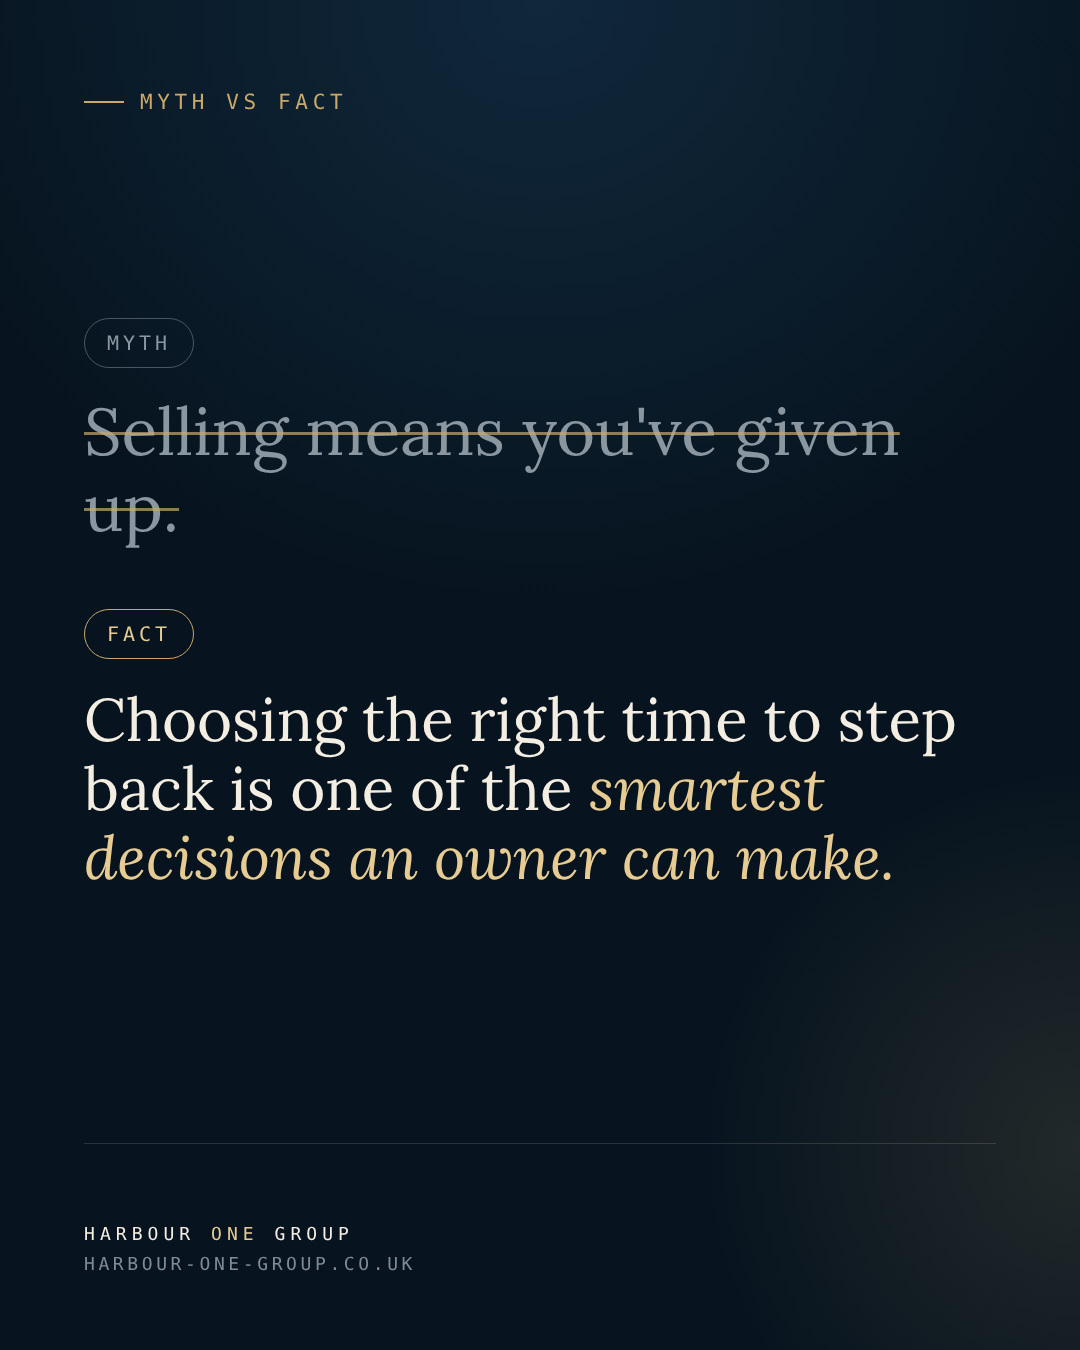 MYTH VS FACT
MYTH
Selling means you've given
up.
FACT
Choosing the right time to step
back is one of the smartest
decisions an owner can make.
HARBOUR ONE GROUP
HARBOUR-ONE-GROUP.CO.UK